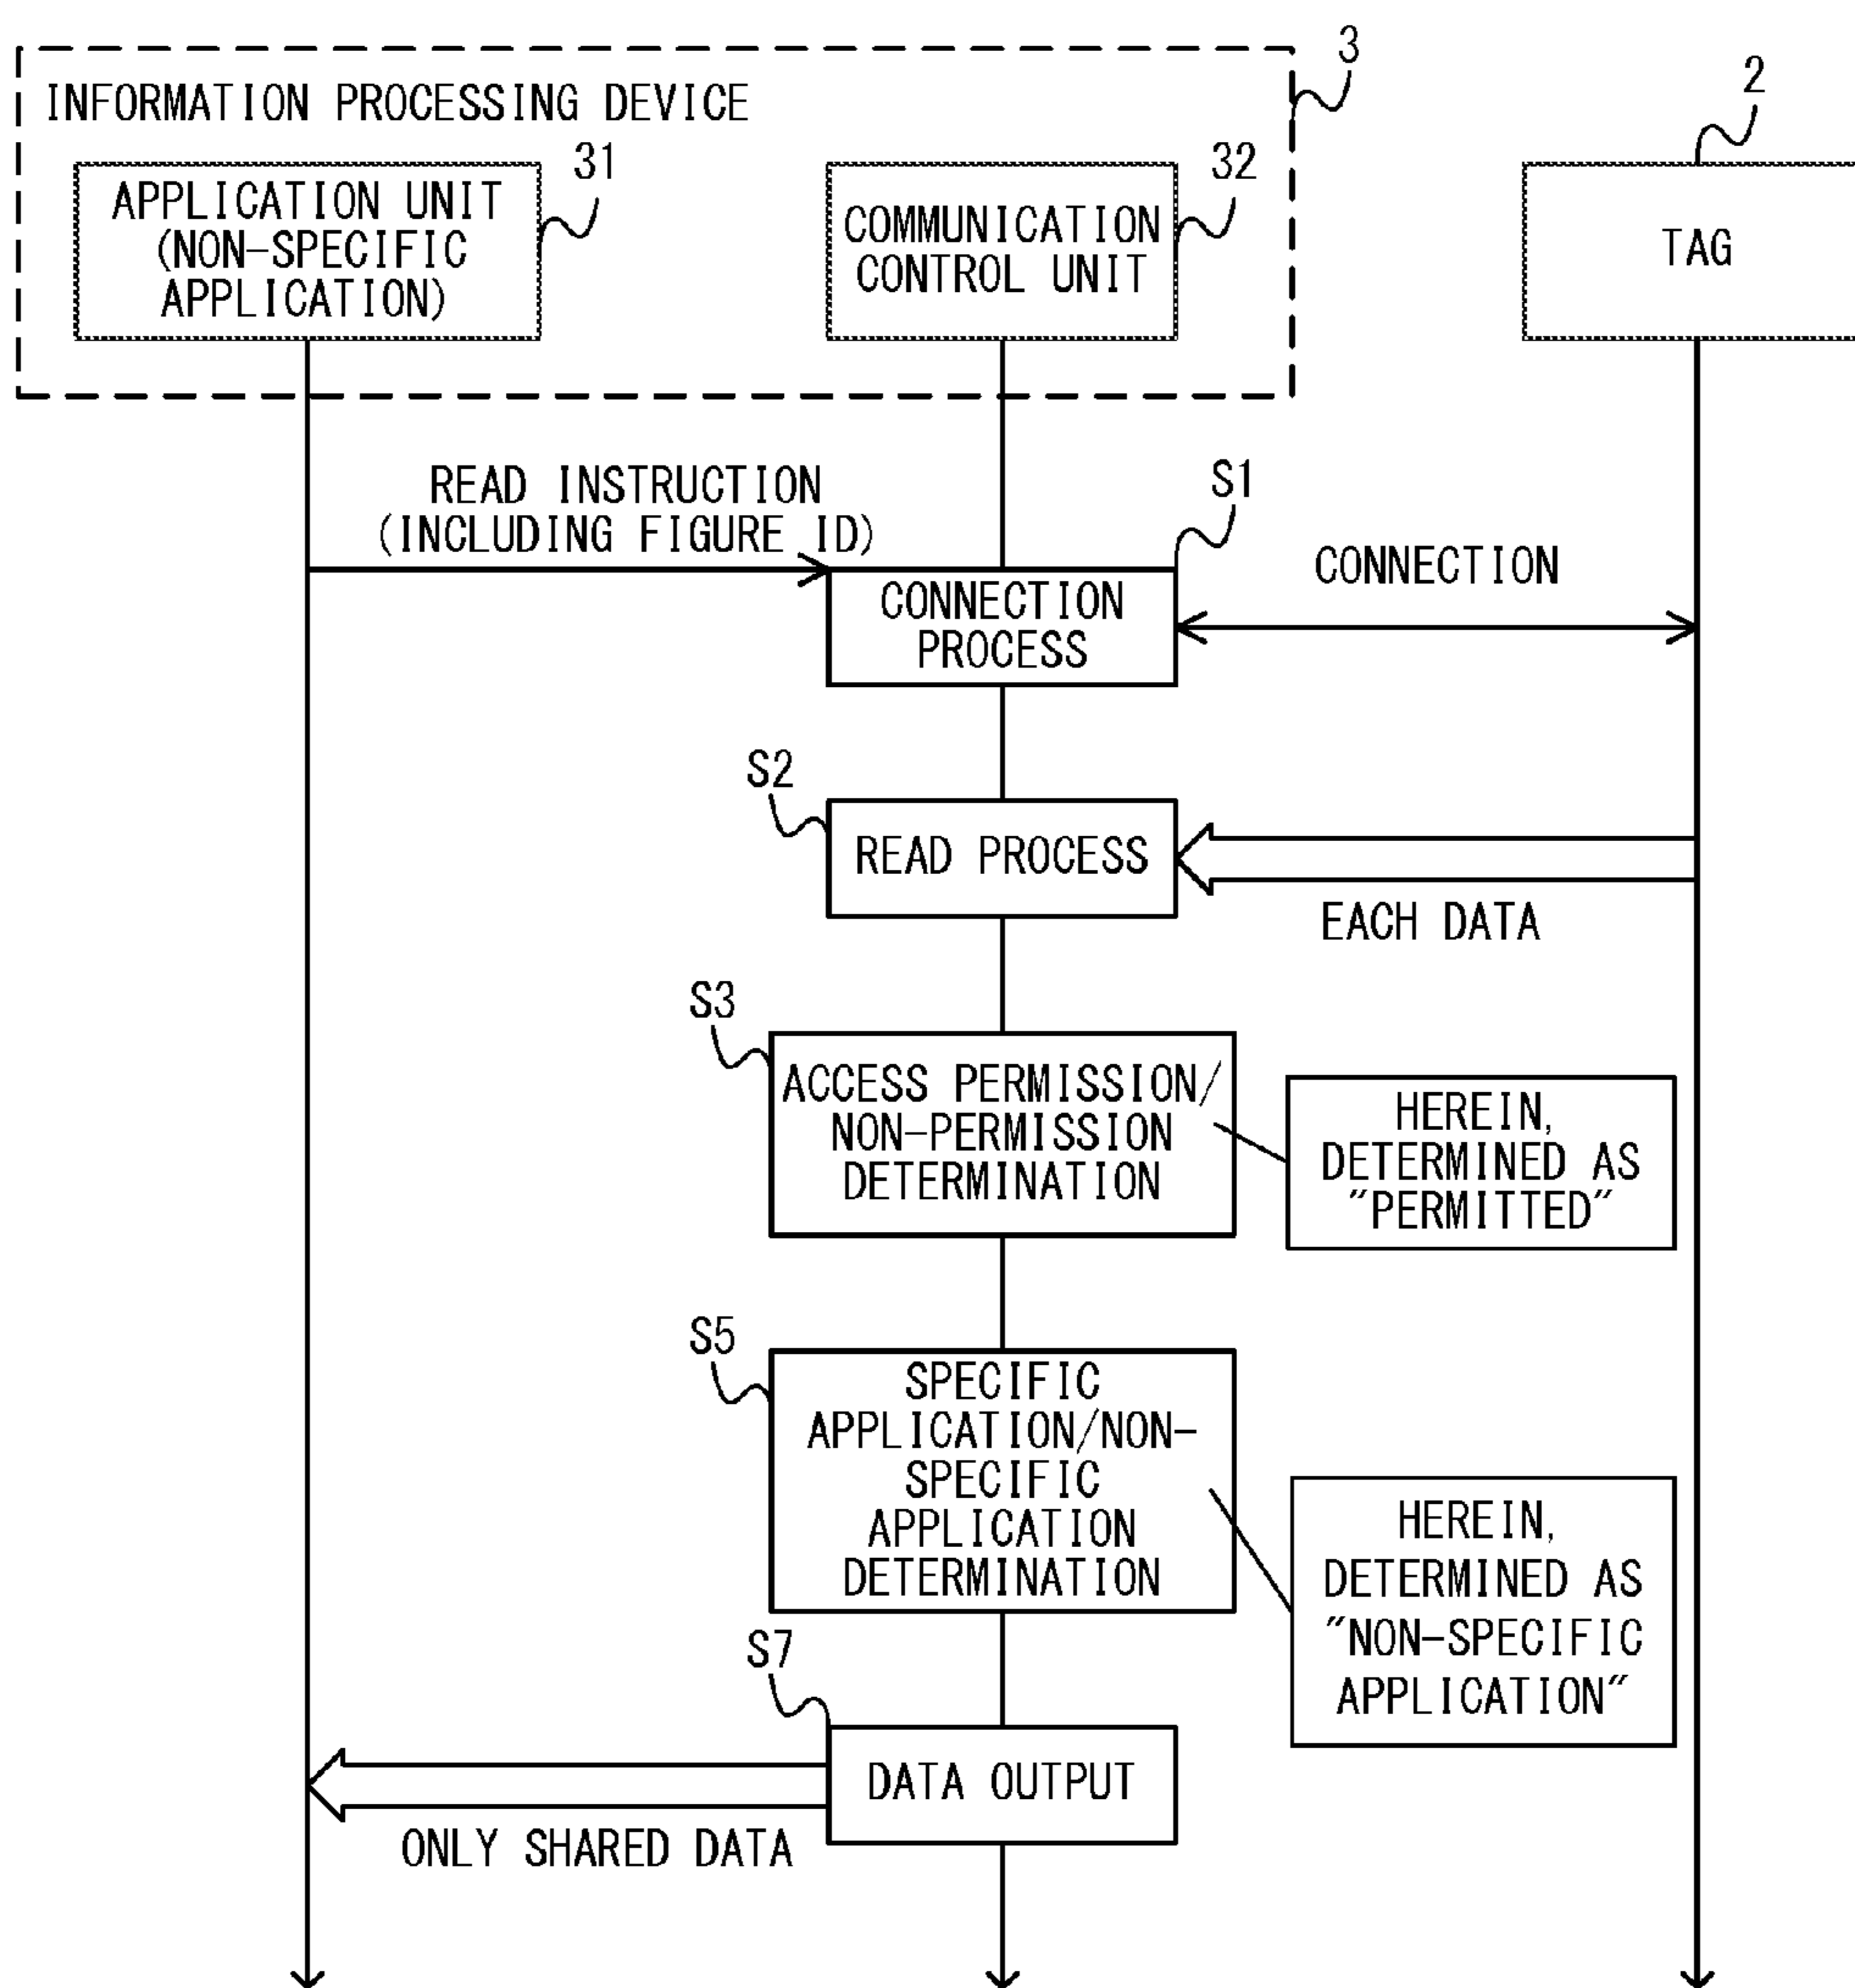 3
INFORMATION PROCESSING DEVICE
2
31
32
APPLICATION UNIT
(NON-SPECIFIC
APPLICATION)
COMMUNICATION
CONTROL UNIT
TAG
READ INSTRUCTION
(INCLUDING FIGURE ID)
S1
CONNECTION
CONNECTION
PROCESS
S2
READ PROCESS
EACH DATA
S3
ACCESS PERMISSION/
NON-PERMISSION
DETERMINATION
HEREIN,
DETERMINED AS
"PERMITTED"
S5
SPECIFIC
APPLICATION/NON-
SPECIFIC
APPLICATION
DETERMINATION
HEREIN,
DETERMINED AS
"NON-SPECIFIC
APPLICATION"
S7
DATA OUTPUT
ONLY SHARED DATA